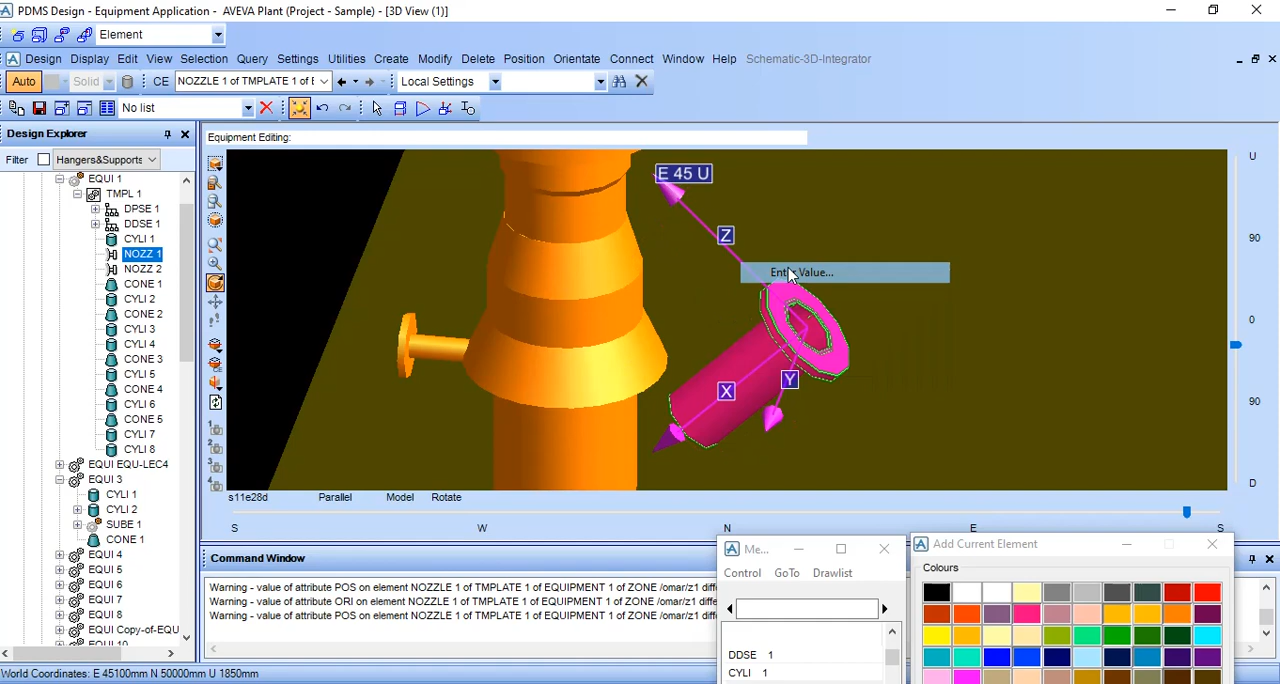 PDMS Design - Equipment Application - AVEVA Plant (Project - Sample) - [3D View (1)]
Element
Design Display Edit View Selection Query Settings Utilities Create Modify Delete Position Orientate Connect Window Help Schematic-3D-Integrator
Auto Solid CE NOZZLE 1 of TMPLATE 1 of Local Settings
No list
Design Explorer
Filter Hangers&Supports
EQUI 1
TMPL 1
DPSE 1
DDSE 1
CYLI 1
NOZZ 1
NOZZ 2
CONE 1
CYLI 2
CONE 2
CYLI 3
CYLI 4
CONE 3
CYLI 5
CONE 4
CYLI 6
CONE 5
CYLI 7
CYLI 8
EQUI EQU-LEC4
EQUI 3
CYLI 1
CYLI 2
SUBE 1
CONE 1
EQUI 4
EQUI 5
EQUI 6
EQUI 7
EQUI 8
EQUI Copy-of-EQU
EQUI 10
Equipment Editing:
E 45 U
Z
Enter Value...
X
Y
U
90
0
90
D
s11e28d Parallel Model Rotate
S W N E S
Command Window
Warning - value of attribute POS on element NOZZLE 1 of TMPLATE 1 of EQUIPMENT 1 of ZONE /omar/z1 diff
Warning - value of attribute ORI on element NOZZLE 1 of TMPLATE 1 of EQUIPMENT 1 of ZONE /omar/z1 diffe
Warning - value of attribute POS on element NOZZLE 1 of TMPLATE 1 of EQUIPMENT 1 of ZONE /omar/z1 diff
Me...
Control GoTo Drawlist
DDSE 1
CYLI 1
Add Current Element
Colours
World Coordinates: E 45100mm N 50000mm U 1850mm